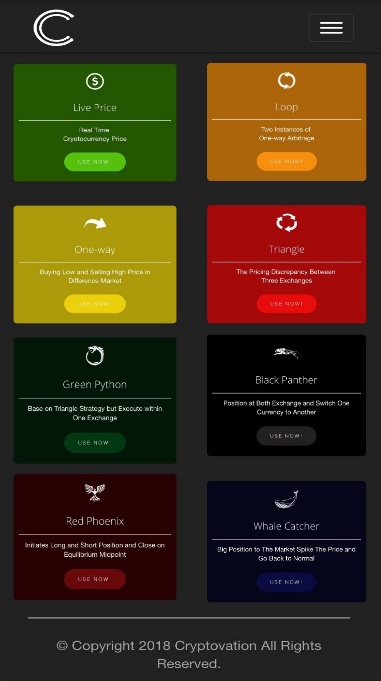 Live Price
Real Time
Cryptocurrency Price
USE NOW!
Loop
Two Instances of
One-way Arbitrage
USE NOW!
One-way
Buying Low and Selling High Price in
Difference Market
USE NOW!
Triangle
The Pricing Discrepancy Between
Three Exchanges
USE NOW!
Green Python
Base on Triangle Strategy but Execute within
One Exchange
USE NOW!
Black Panther
Position at Both Exchange and Switch One
Currency to Another
USE NOW!
Red Phoenix
Initiates Long and Short Position and Close on
Equilibrium Midpoint
USE NOW!
Whale Catcher
Big Position to The Market Spike The Price and
Go Back to Normal
USE NOW!
© Copyright 2018 Cryptovation All Rights
Reserved.